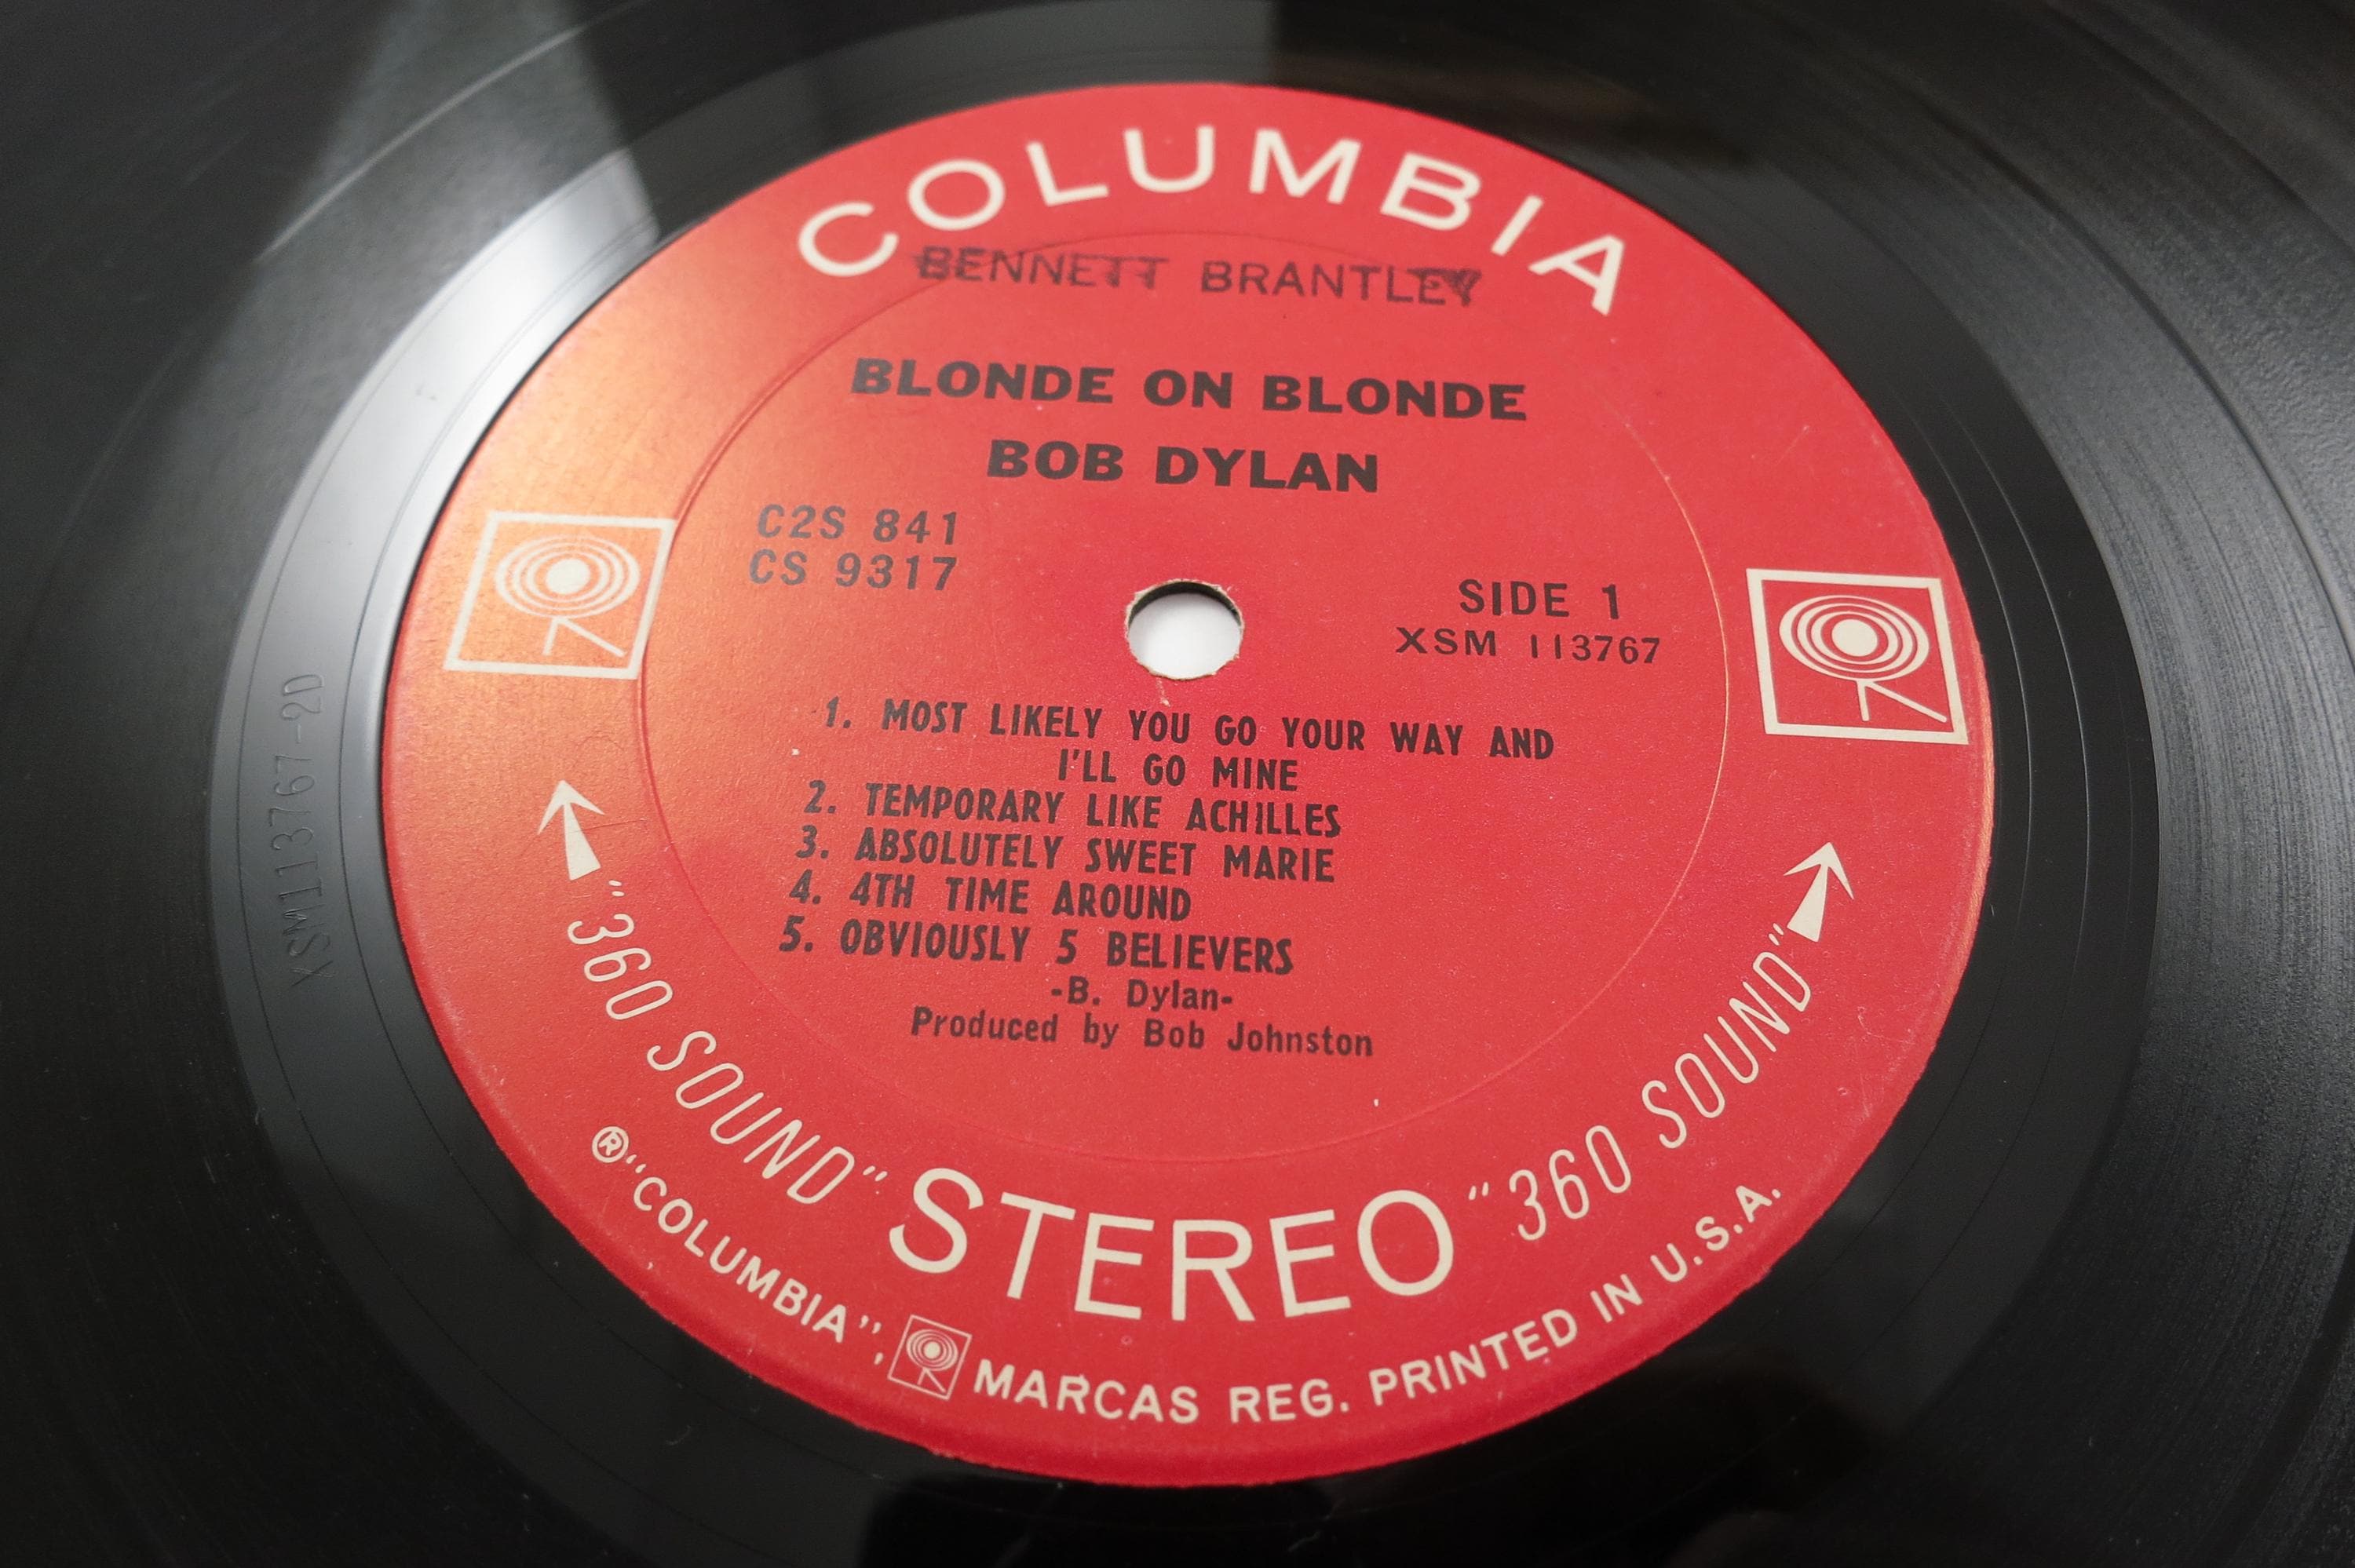 COLUMBIA
BENNETT BRANTLEY
BLONDE ON BLONDE
BOB DYLAN
C2S 841
CS 9317
SIDE 1
XSM 113767
1. MOST LIKELY YOU GO YOUR WAY AND
I'LL GO MINE
2. TEMPORARY LIKE ACHILLES
3. ABSOLUTELY SWEET MARIE
4. 4TH TIME AROUND
5. OBVIOUSLY 5 BELIEVERS
-B. Dylan-
Produced by Bob Johnston
"360 SOUND" STEREO "360 SOUND"
® "COLUMBIA", MARCAS REG. PRINTED IN U.S.A.
XSM113767-2D